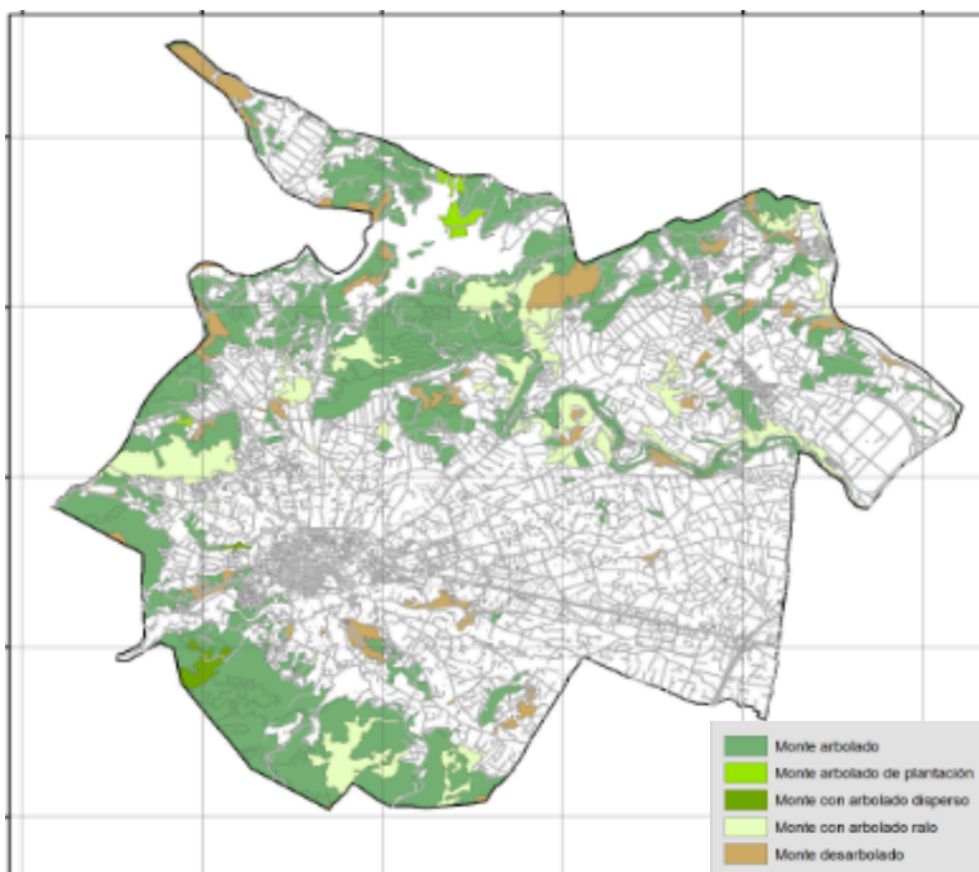 Monte arbolado
Monte arbolado de plantación
Monte con arbolado disperso
Monte con arbolado ralo
Monte desarbolado